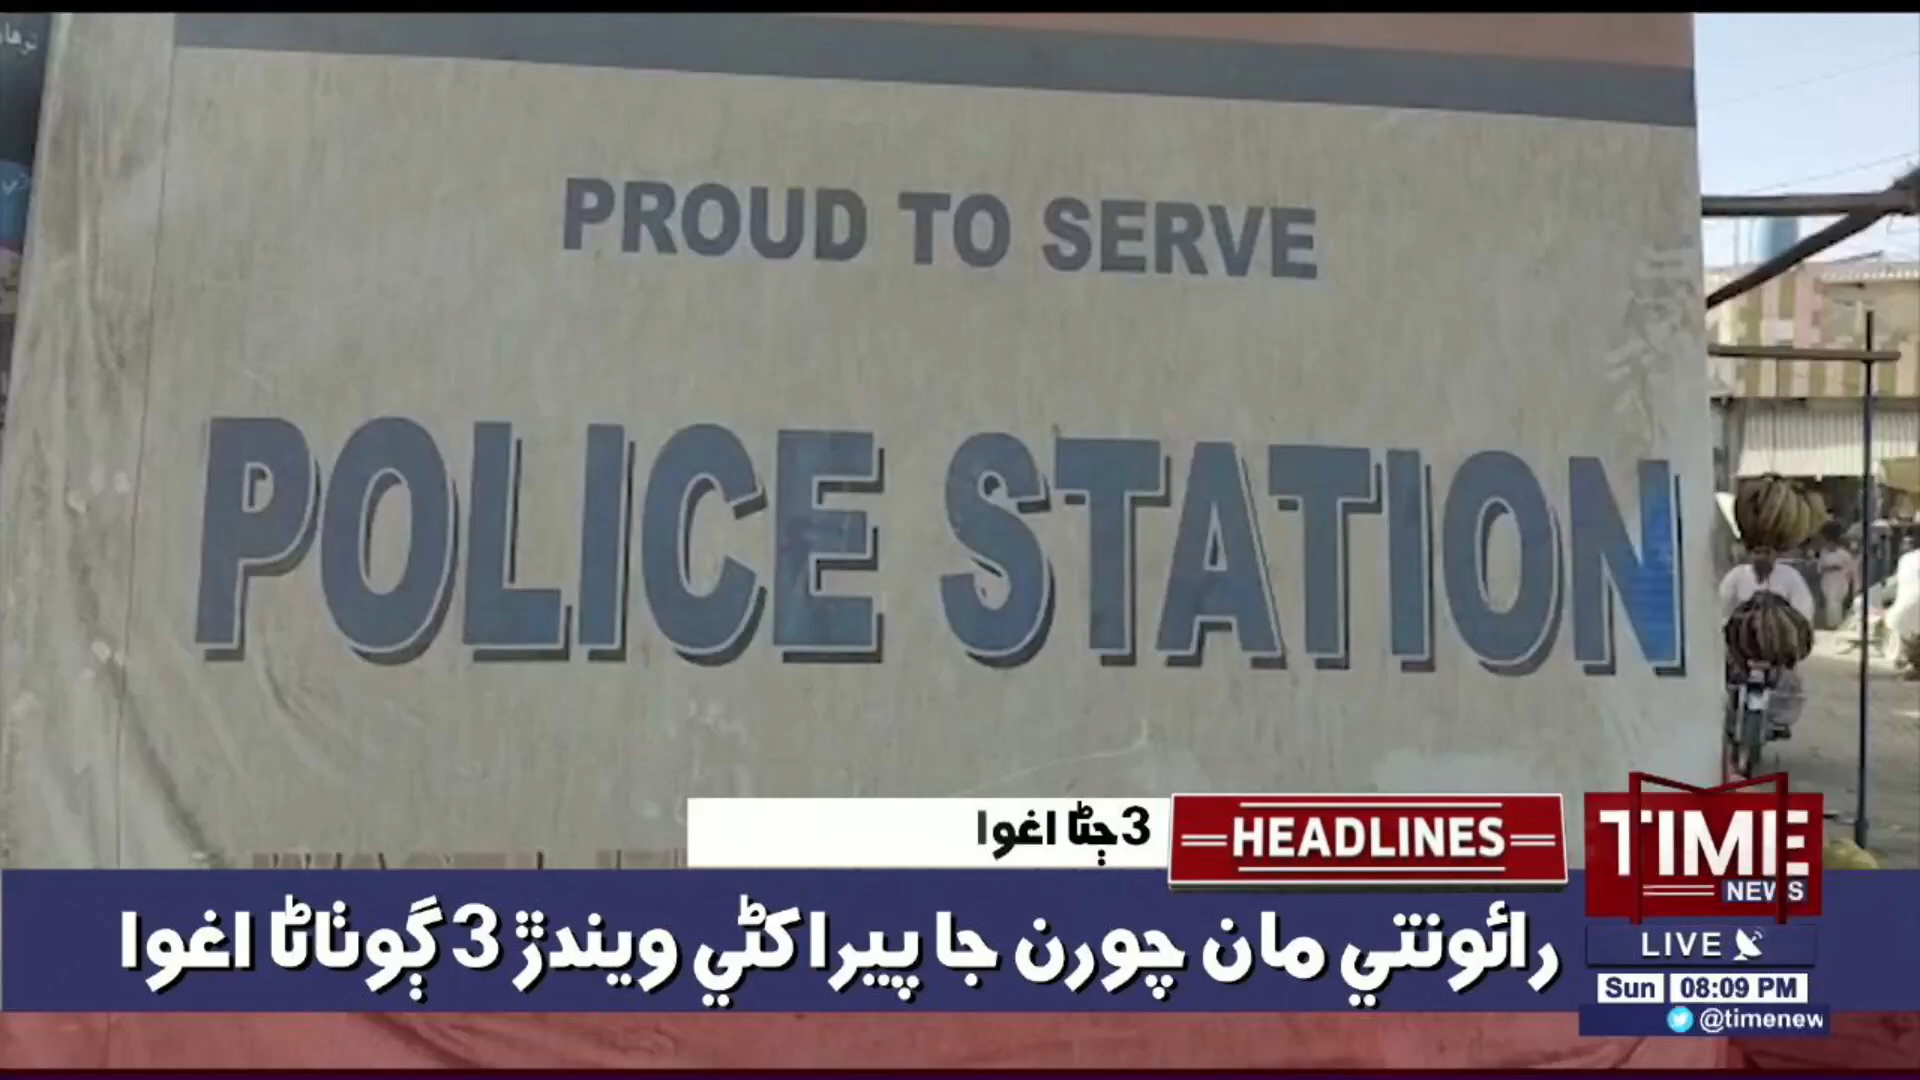 PROUD TO SERVE
POLICE STATION
3 ڄڻا اغوا
HEADLINES
رائونتي مان چورن جا پيرا کڻي ويندڙ 3 ڳوٺاڻا اغوا
TIME
NEWS
LIVE
Sun 08:09 PM
@timenew